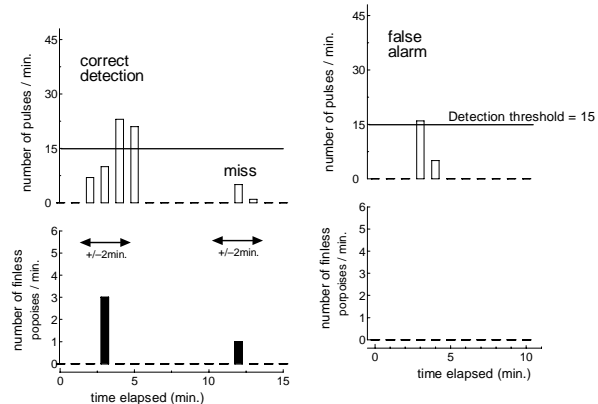 number of pulses / min.
45
30
15
0
correct
detection
miss
number of finless
popoises / min.
6
5
4
3
2
1
0
+/–2min.
+/–2min.
0
5
10
15
time elapsed (min.)
number of pulses / min.
45
30
15
0
false
alarm
Detection threshold = 15
number of finless
porpoises / min.
6
5
4
3
2
1
0
0
5
10
time elapsed (min.)